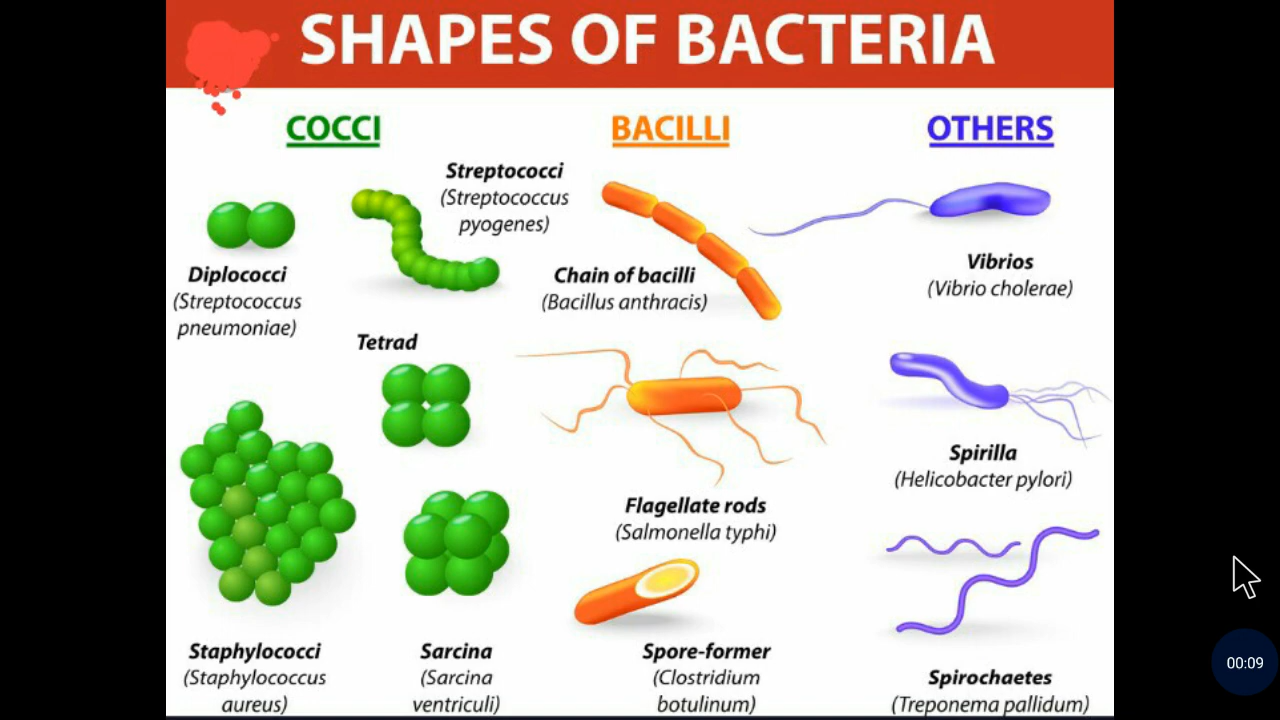 SHAPES OF BACTERIA
COCCI
Diplococci
(Streptococcus
pneumoniae)
Streptococci
(Streptococcus
pyogenes)
Tetrad
Staphylococci
(Staphylococcus
aureus)
Sarcina
(Sarcina
ventriculi)
BACILLI
Chain of bacilli
(Bacillus anthracis)
Flagellate rods
(Salmonella typhi)
Spore-former
(Clostridium
botulinum)
OTHERS
Vibrios
(Vibrio cholerae)
Spirilla
(Helicobacter pylori)
Spirochaetes
(Treponema pallidum)
00:09